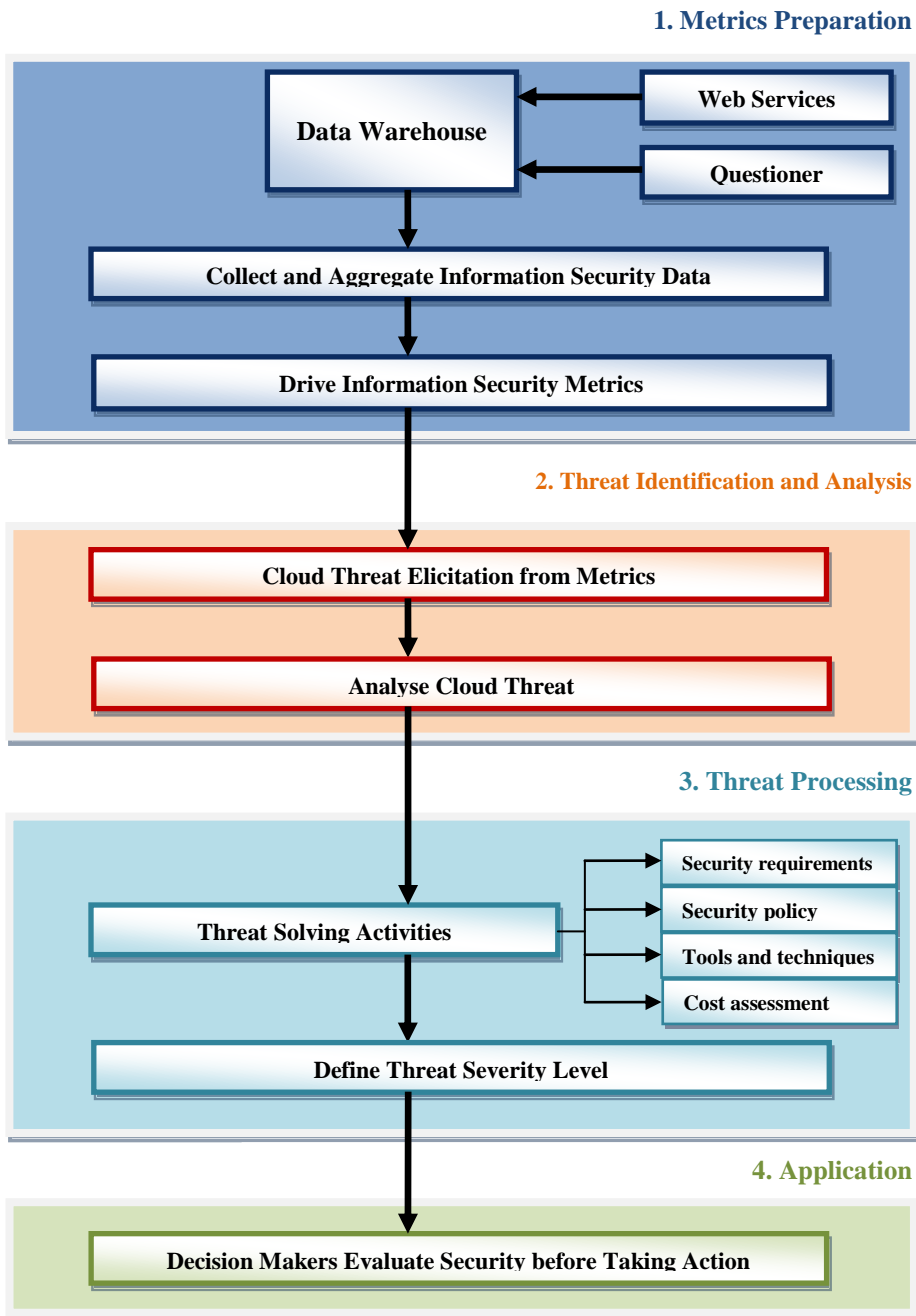 1. Metrics Preparation
Data Warehouse
Web Services
Questioner
Collect and Aggregate Information Security Data
Drive Information Security Metrics
2. Threat Identification and Analysis
Cloud Threat Elicitation from Metrics
Analyse Cloud Threat
3. Threat Processing
Threat Solving Activities
Security requirements
Security policy
Tools and techniques
Cost assessment
Define Threat Severity Level
4. Application
Decision Makers Evaluate Security before Taking Action